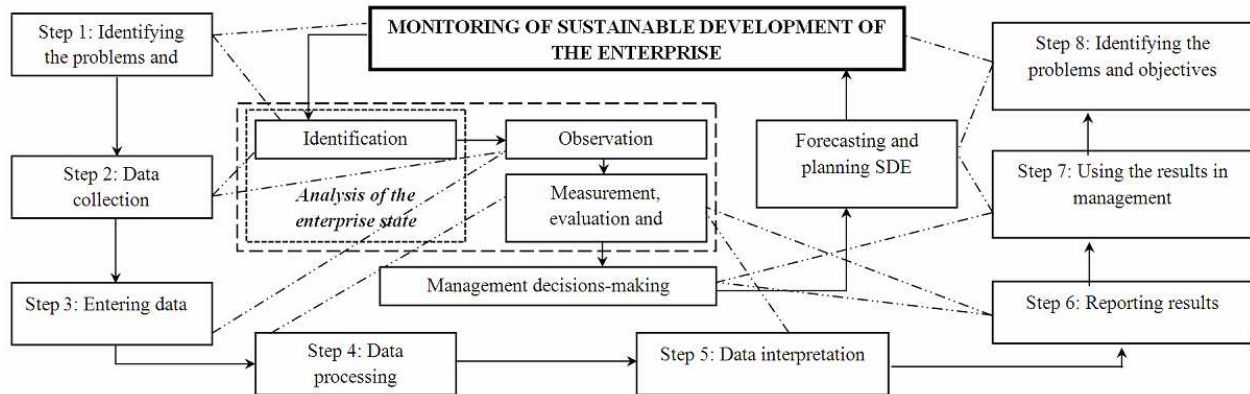 MONITORING OF SUSTAINABLE DEVELOPMENT OF
THE ENTERPRISE
Step 1: Identifying
the problems and
Step 2: Data
collection
Step 3: Entering data
Step 4: Data
processing
Step 5: Data interpretation
Step 6: Reporting results
Step 7: Using the results in
management
Step 8: Identifying the
problems and objectives
Identification
Analysis of the
enterprise state
Observation
Measurement,
evaluation and
Management decisions-making
Forecasting and
planning SDE